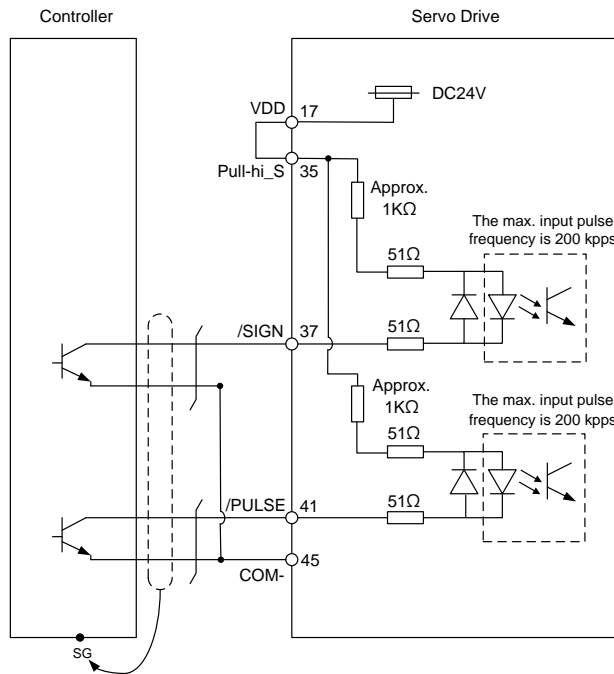 Controller
Servo Drive
DC24V
VDD
17
Pull-hi_S
35
Approx.
1KΩ
The max. input pulse
frequency is 200 kpps
51Ω
/SIGN
37
51Ω
Approx.
1KΩ
The max. input pulse
frequency is 200 kpps
51Ω
/PULSE
41
51Ω
45
COM-
SG